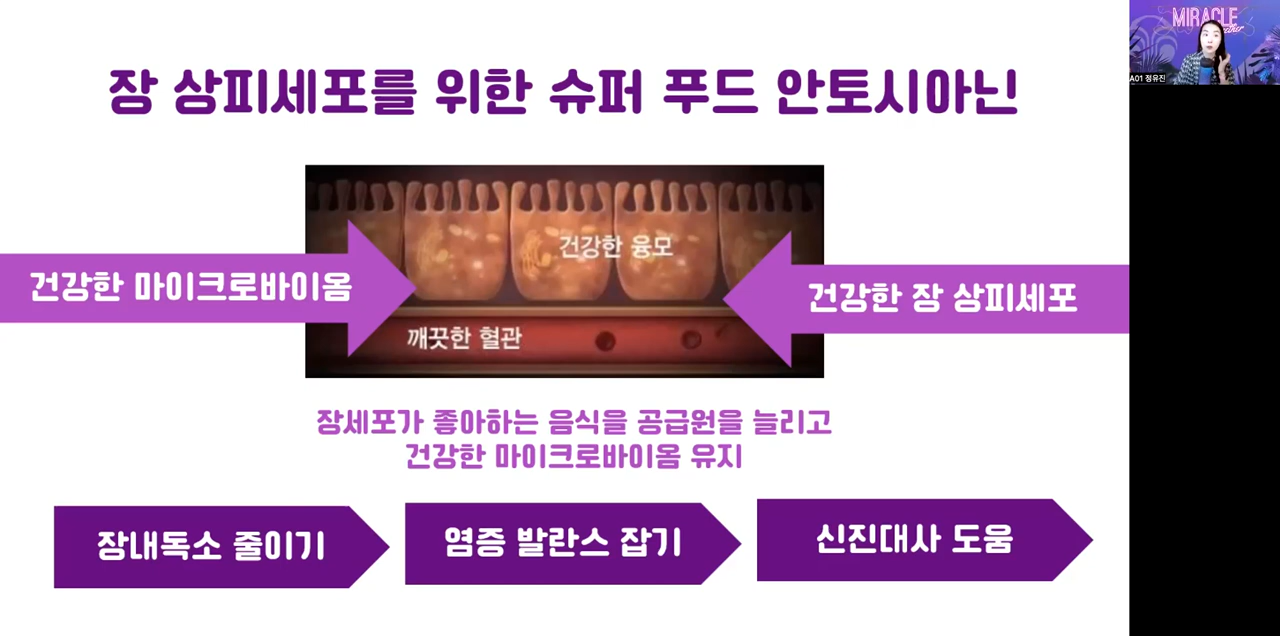 장 상피세포를 위한 슈퍼 푸드 안토시아닌
건강한 마이크로바이옴
건강한 융모
건강한 장 상피세포
깨끗한 혈관
장세포가 좋아하는 음식을 공급원을 늘리고
건강한 마이크로바이옴 유지
장내독소 줄이기
염증 발란스 잡기
신진대사 도움
MIRACLE
A01 정유진